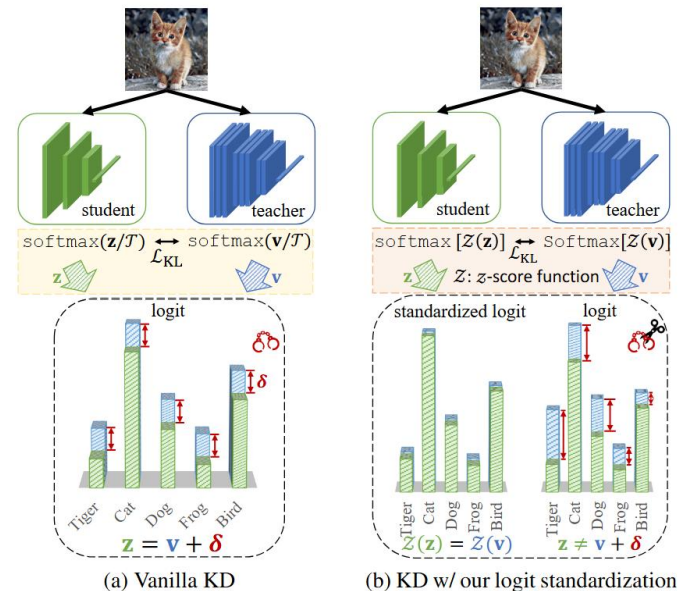 student
teacher
softmax(z/𝒯) ↔ softmax(v/𝒯)
ℒ_KL
z
v
logit
δ
Tiger
Cat
Dog
Frog
Bird
z = v + δ
(a) Vanilla KD
student
teacher
softmax [𝒵(z)] ↔ Softmax[𝒵(v)]
ℒ_KL
z
𝒵: z-score function
v
standardized logit
logit
Tiger
Cat
Dog
Frog
Bird
Tiger
Cat
Dog
Frog
Bird
𝒵(z) = 𝒵(v)
z ≠ v + δ
(b) KD w/ our logit standardization